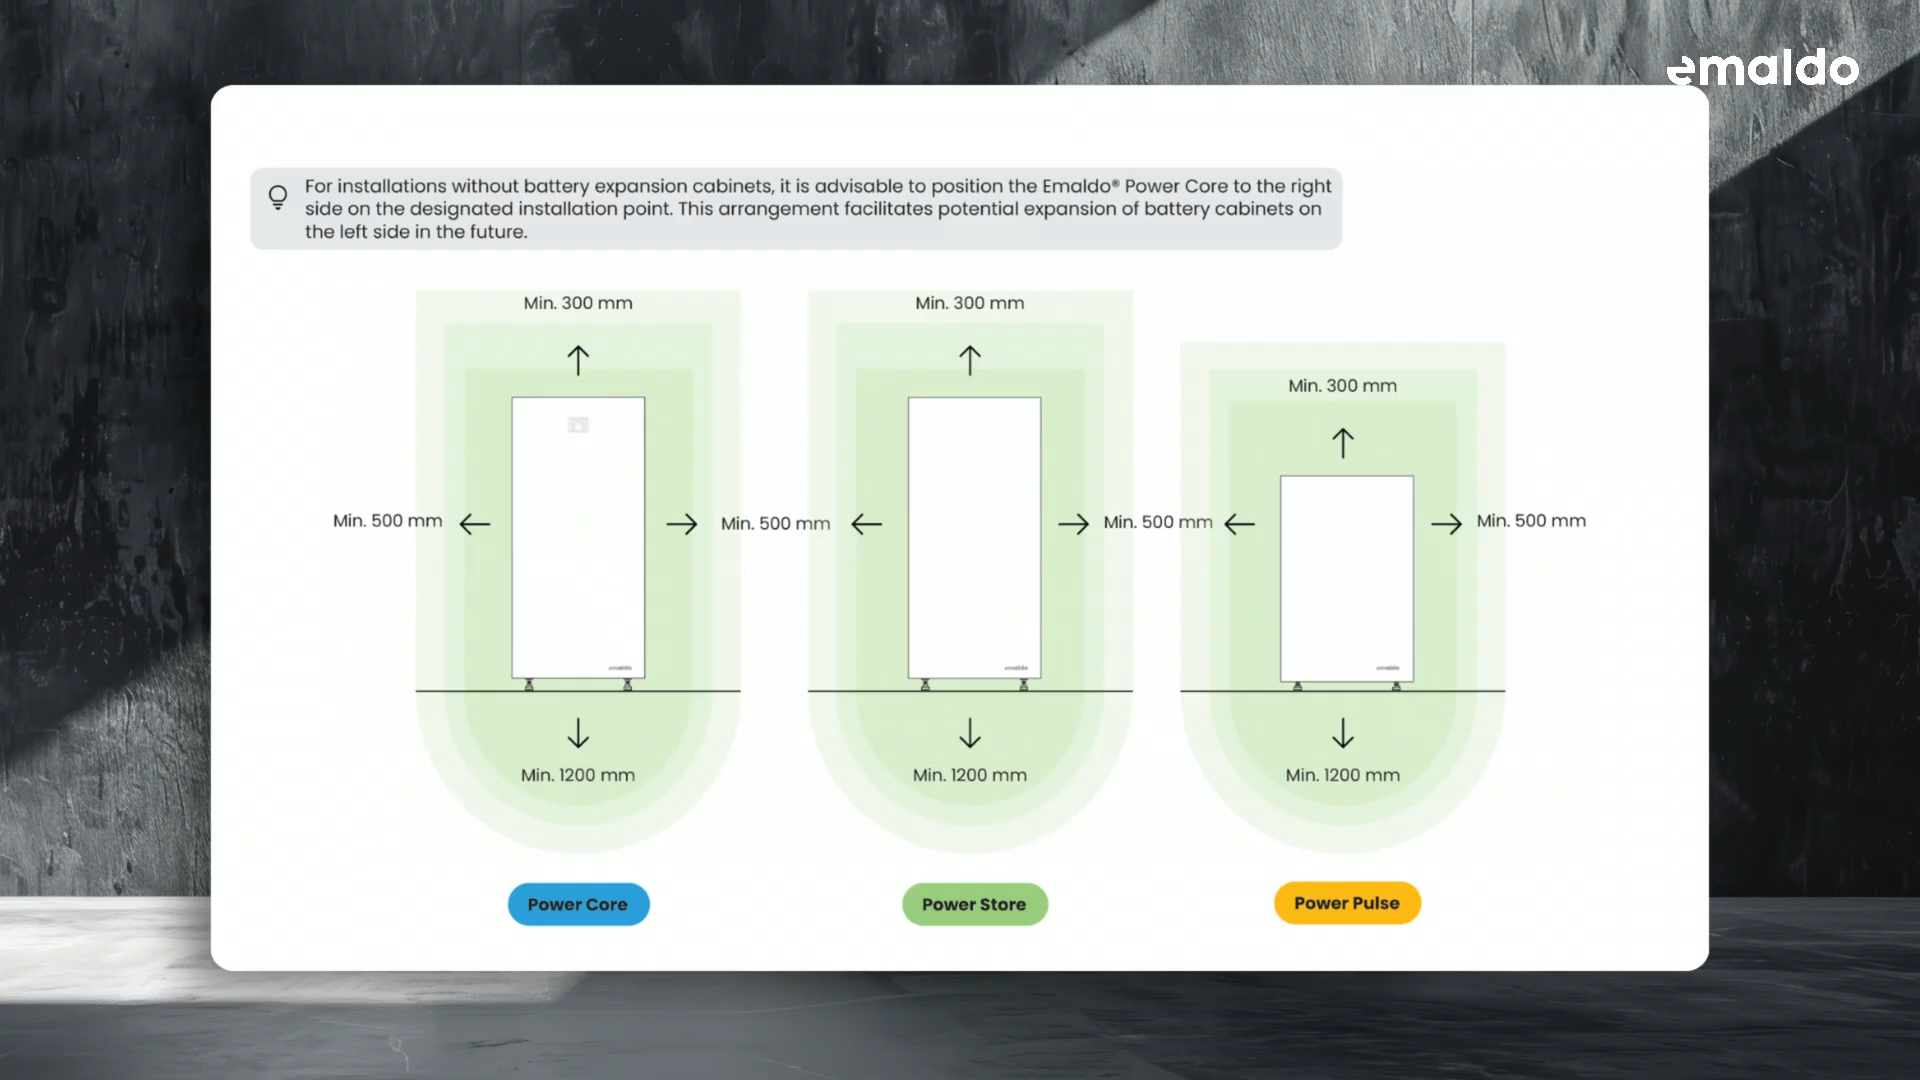 emaldo
For installations without battery expansion cabinets, it is advisable to position the Emaldo® Power Core to the right
side on the designated installation point. This arrangement facilitates potential expansion of battery cabinets on
the left side in the future.
Min. 300 mm
Min. 300 mm
Min. 300 mm
Min. 500 mm
Min. 500 mm
Min. 500 mm
Min. 500 mm
emaldo
emaldo
emaldo
Min. 1200 mm
Min. 1200 mm
Min. 1200 mm
Power Core
Power Store
Power Pulse